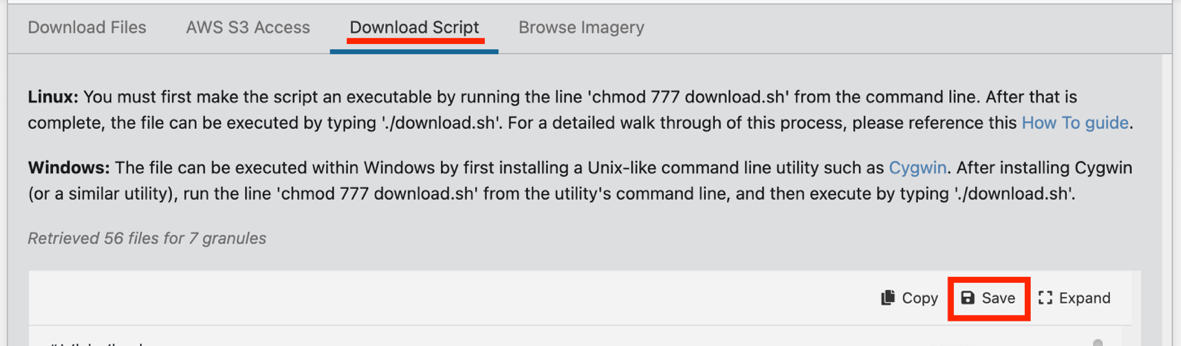 Download Files AWS S3 Access Download Script Browse Imagery
Linux: You must first make the script an executable by running the line 'chmod 777 download.sh' from the command line. After that is
complete, the file can be executed by typing './download.sh'. For a detailed walk through of this process, please reference this How To guide.
Windows: The file can be executed within Windows by first installing a Unix-like command line utility such as Cygwin. After installing Cygwin
(or a similar utility), run the line 'chmod 777 download.sh' from the utility's command line, and then execute by typing './download.sh'.
Retrieved 56 files for 7 granules
Copy Save Expand